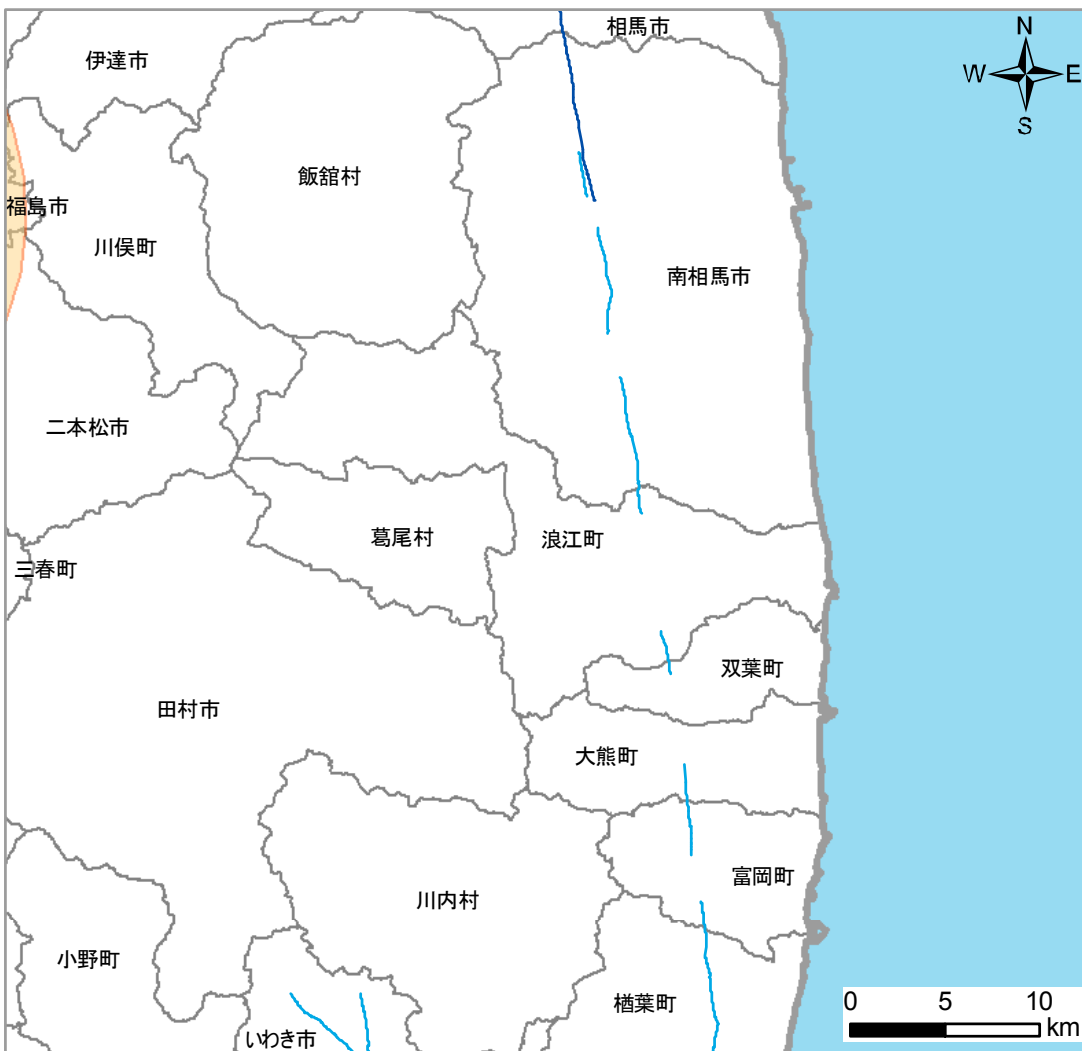 相馬市
N
伊達市
W
E
S
飯舘村
福島市
川俣町
南相馬市
二本松市
葛尾村
浪江町
三春町
双葉町
田村市
大熊町
富岡町
川内村
小野町
楢葉町
0 5 10
km
いわき市